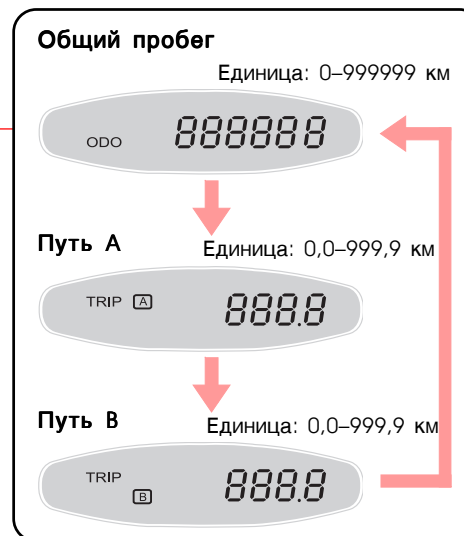 Общий пробег
Единица: 0–999999 км
ODO 888888
Путь А
Единица: 0,0–999,9 км
TRIP A 888.8
Путь В
Единица: 0,0–999,9 км
TRIP B 888.8